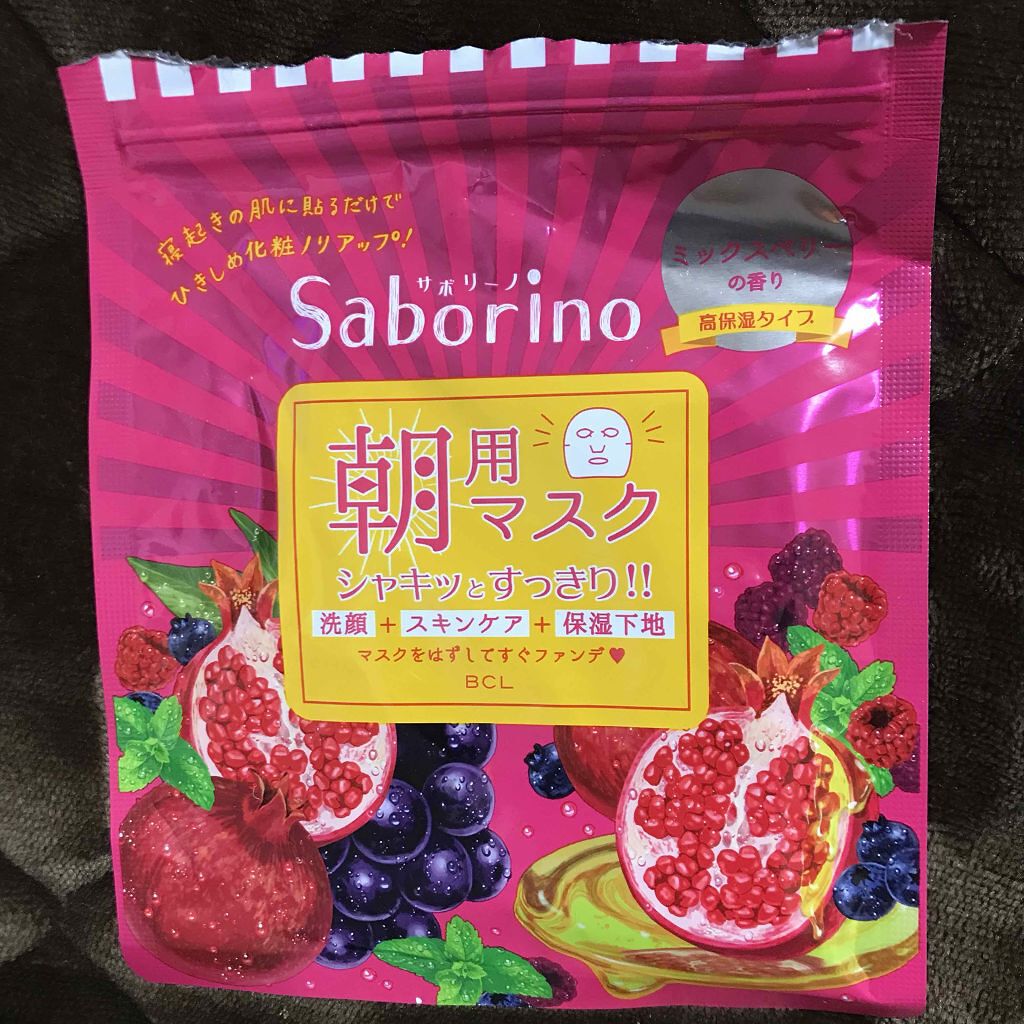 寝起きの肌に貼るだけで
ひきしめ化粧ノリアップ!
サボリーノ
Saborino
ミックスベリー
の香り
高保湿タイプ
朝用
マスク
シャキッとすっきり!!
洗顔 + スキンケア + 保湿下地
マスクをはずしてすぐファンデ♥
BCL